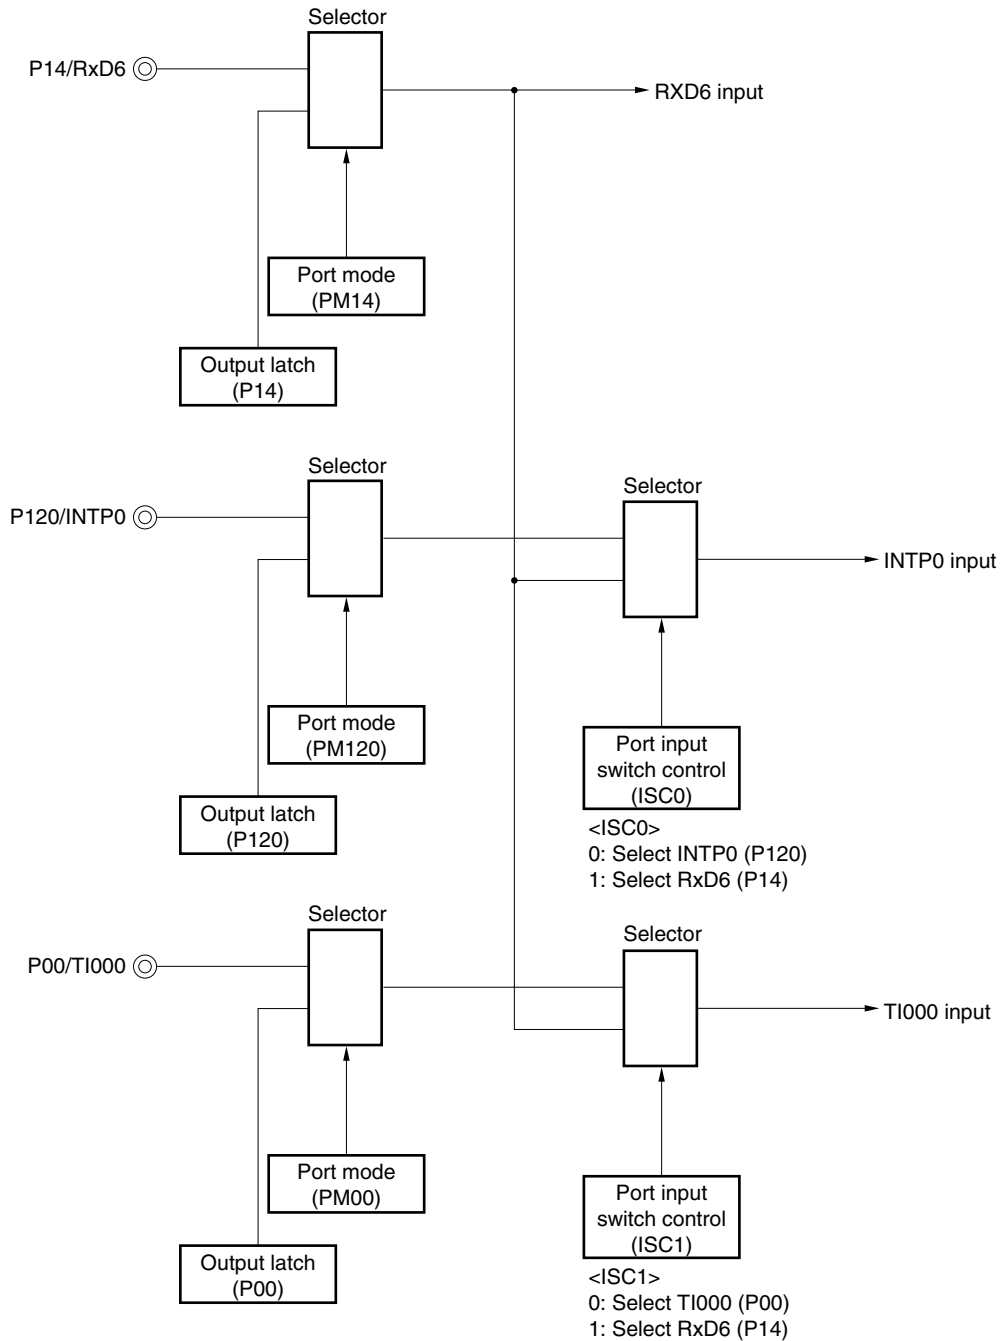 Selector
P14/RxD6
RXD6 input
Port mode
(PM14)
Output latch
(P14)
Selector
P120/INTP0
Selector
INTP0 input
Port mode
(PM120)
Output latch
(P120)
Port input
switch control
(ISC0)
<ISC0>
0: Select INTP0 (P120)
1: Select RxD6 (P14)
Selector
P00/TI000
Selector
TI000 input
Port mode
(PM00)
Output latch
(P00)
Port input
switch control
(ISC1)
<ISC1>
0: Select TI000 (P00)
1: Select RxD6 (P14)